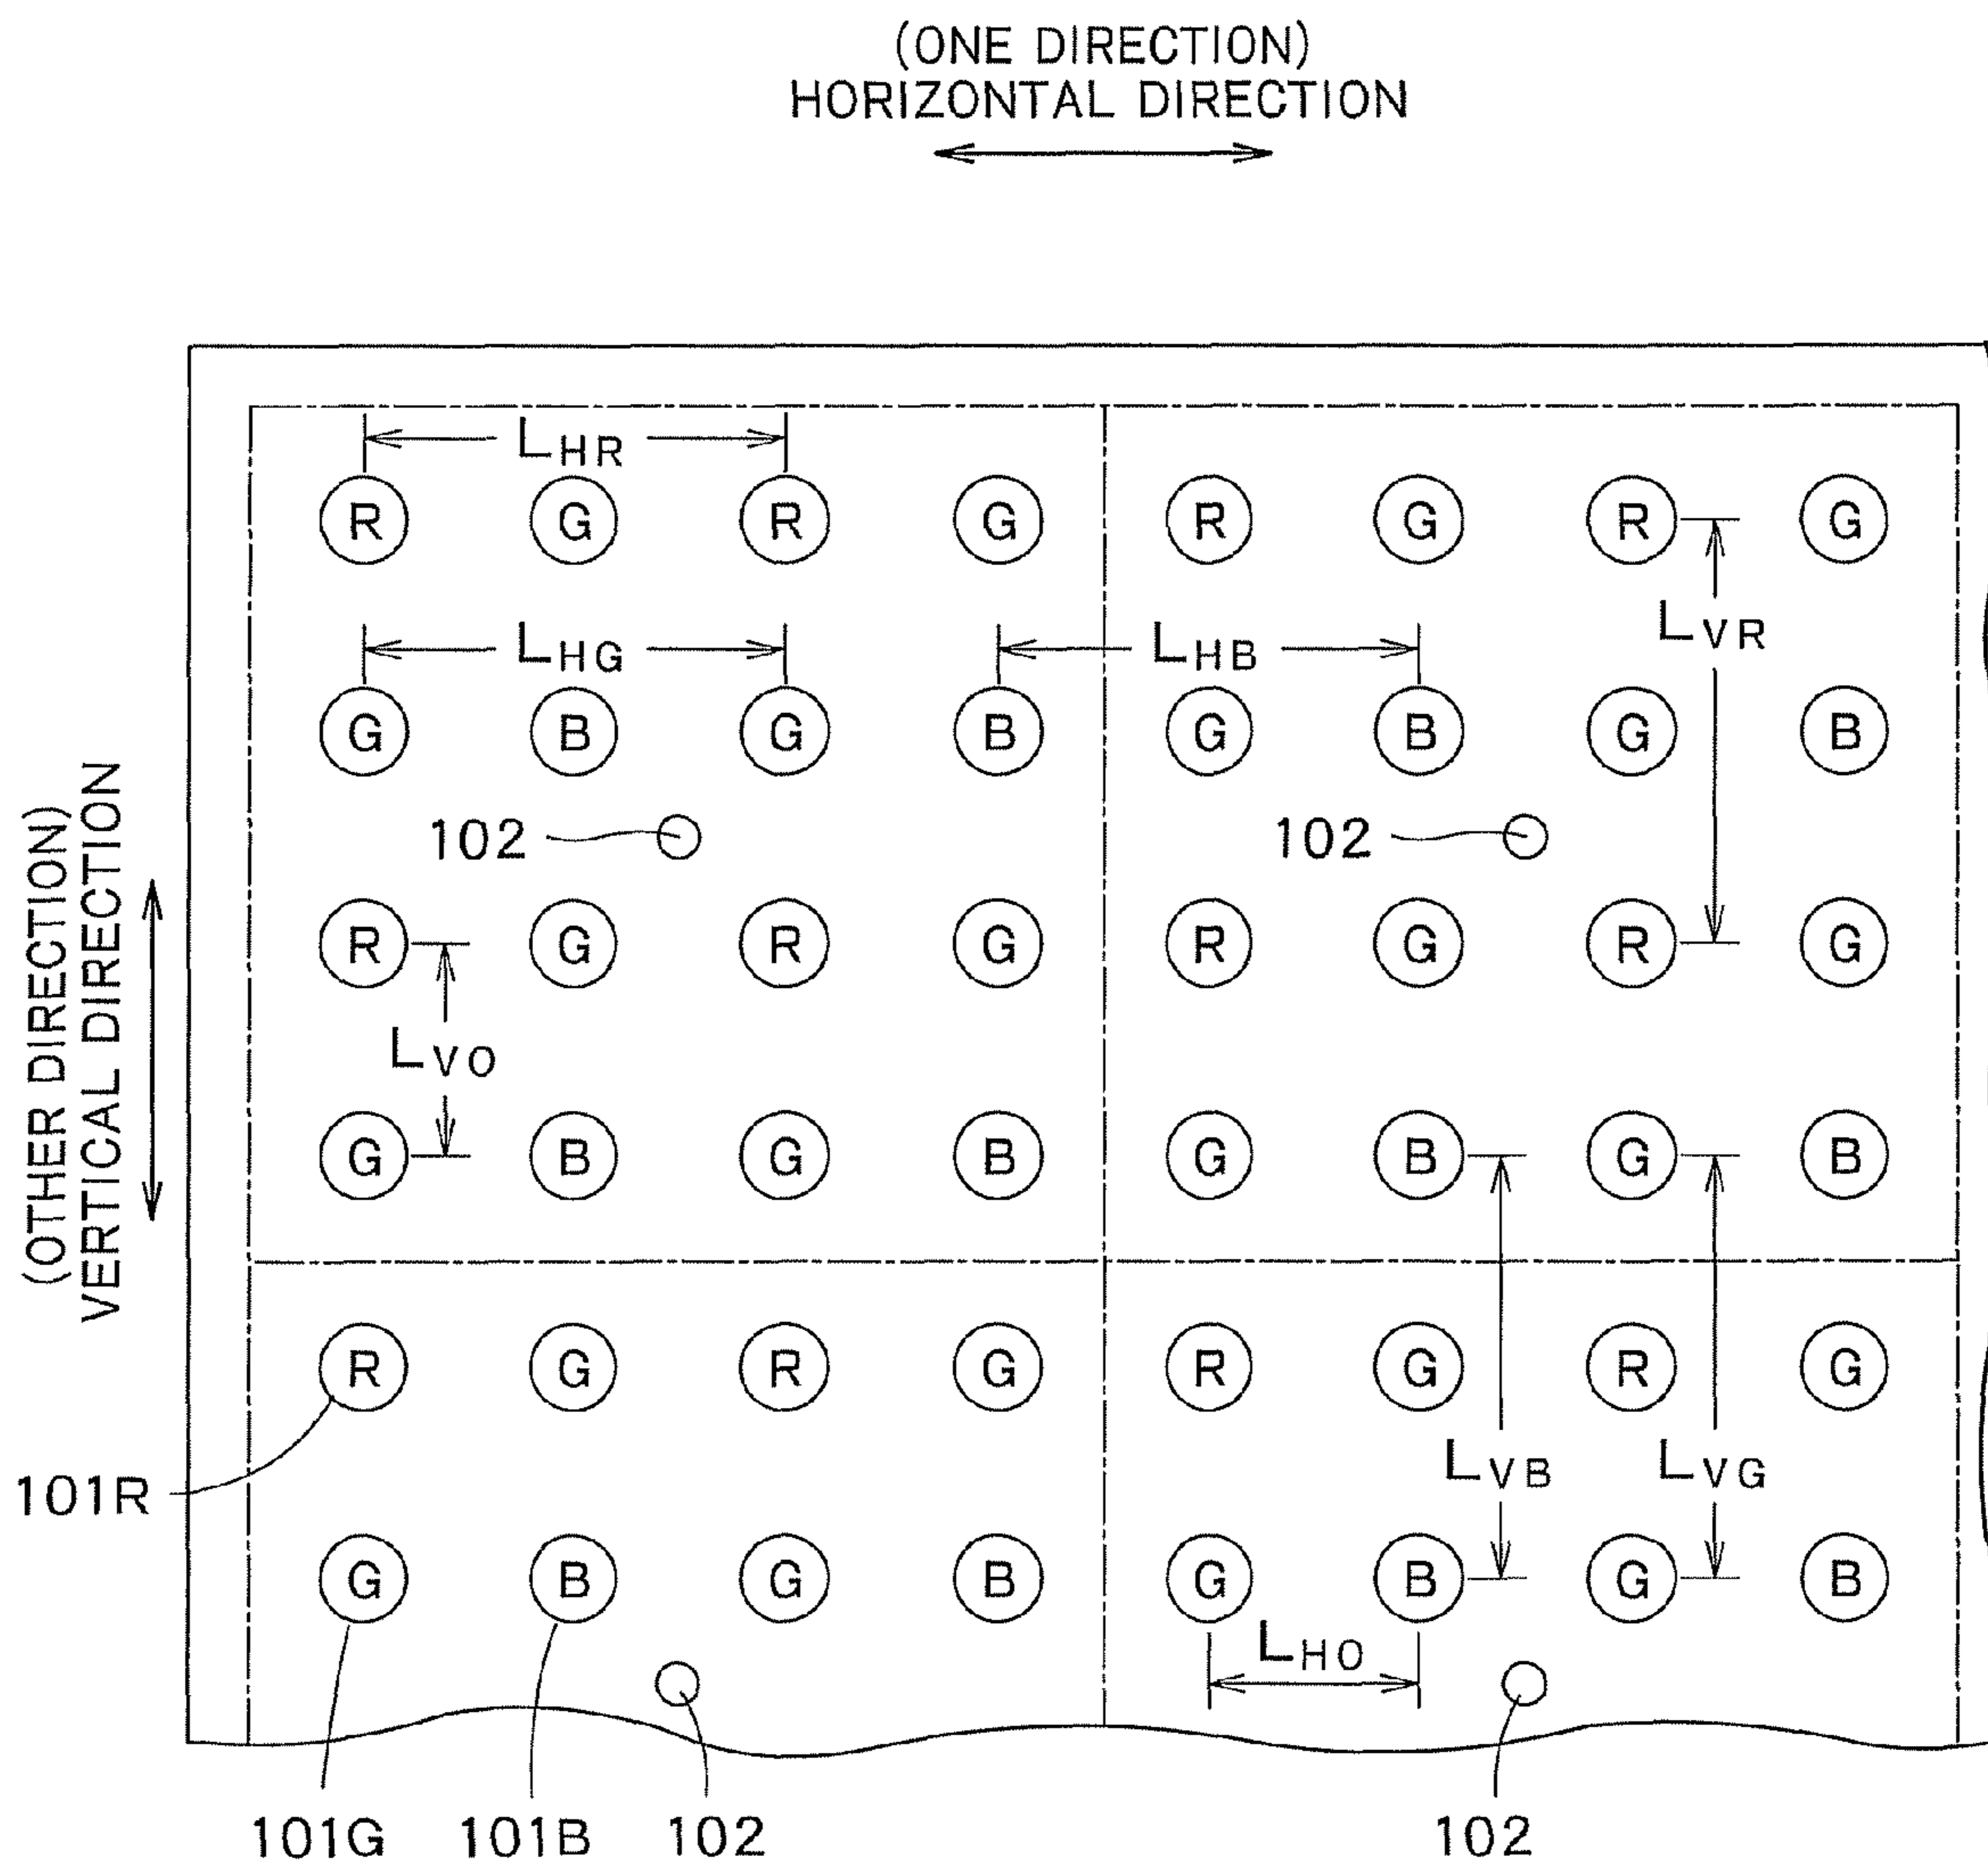 (ONE DIRECTION)
HORIZONTAL DIRECTION
(OTHER DIRECTION)
VERTICAL DIRECTION
LHR
R G R G R G R G
LVR
LHG LHB
G B G B G B G B
102 102
R G R G R G R G
LVO
G B G B G B G B
R G R G R G R G
LVB LVG
101R
G B G B G B G B
LHO
101G 101B 102 102